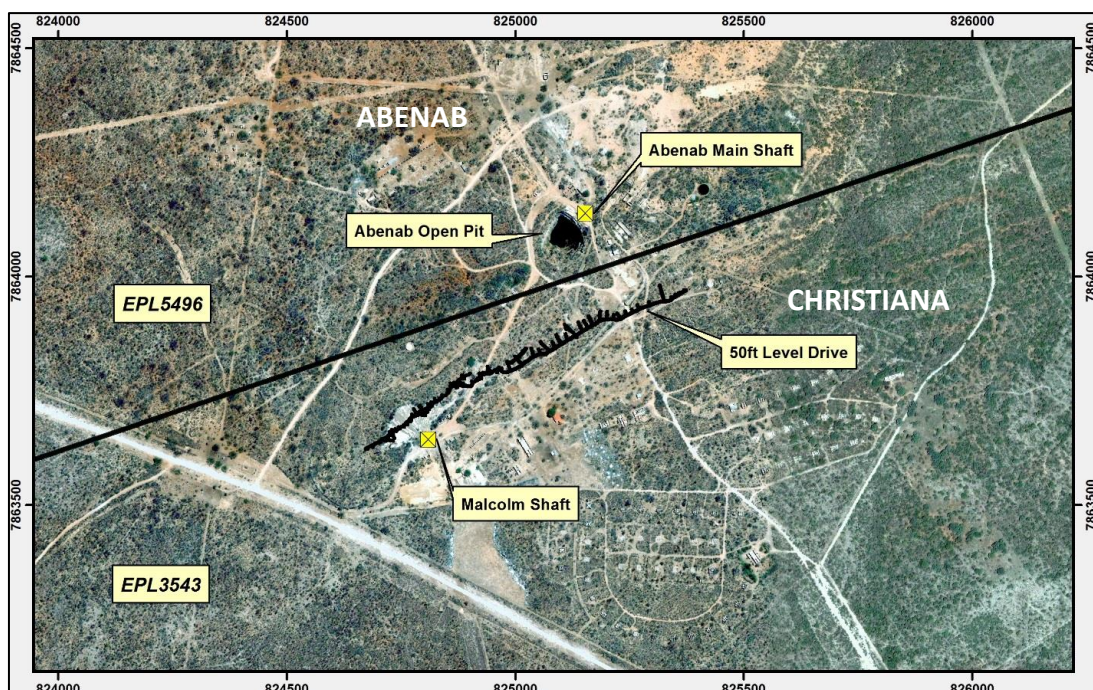 824000 824500 825000 825500 826000
7864500 7864500
ABENAB
Abenab Main Shaft
Abenab Open Pit
7864000 7864000
EPL5496
CHRISTIANA
50ft Level Drive
Malcolm Shaft
7863500 7863500
EPL3543
824000 824500 825000 825500 826000